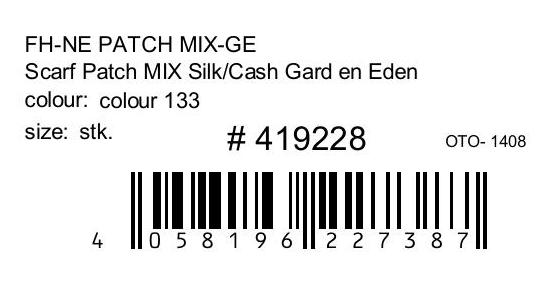 FH-NE PATCH MIX-GE
Scarf Patch MIX Silk/Cash Gard en Eden
colour: colour 133
size: stk.
# 419228
OTO- 1408
4 058196 227387